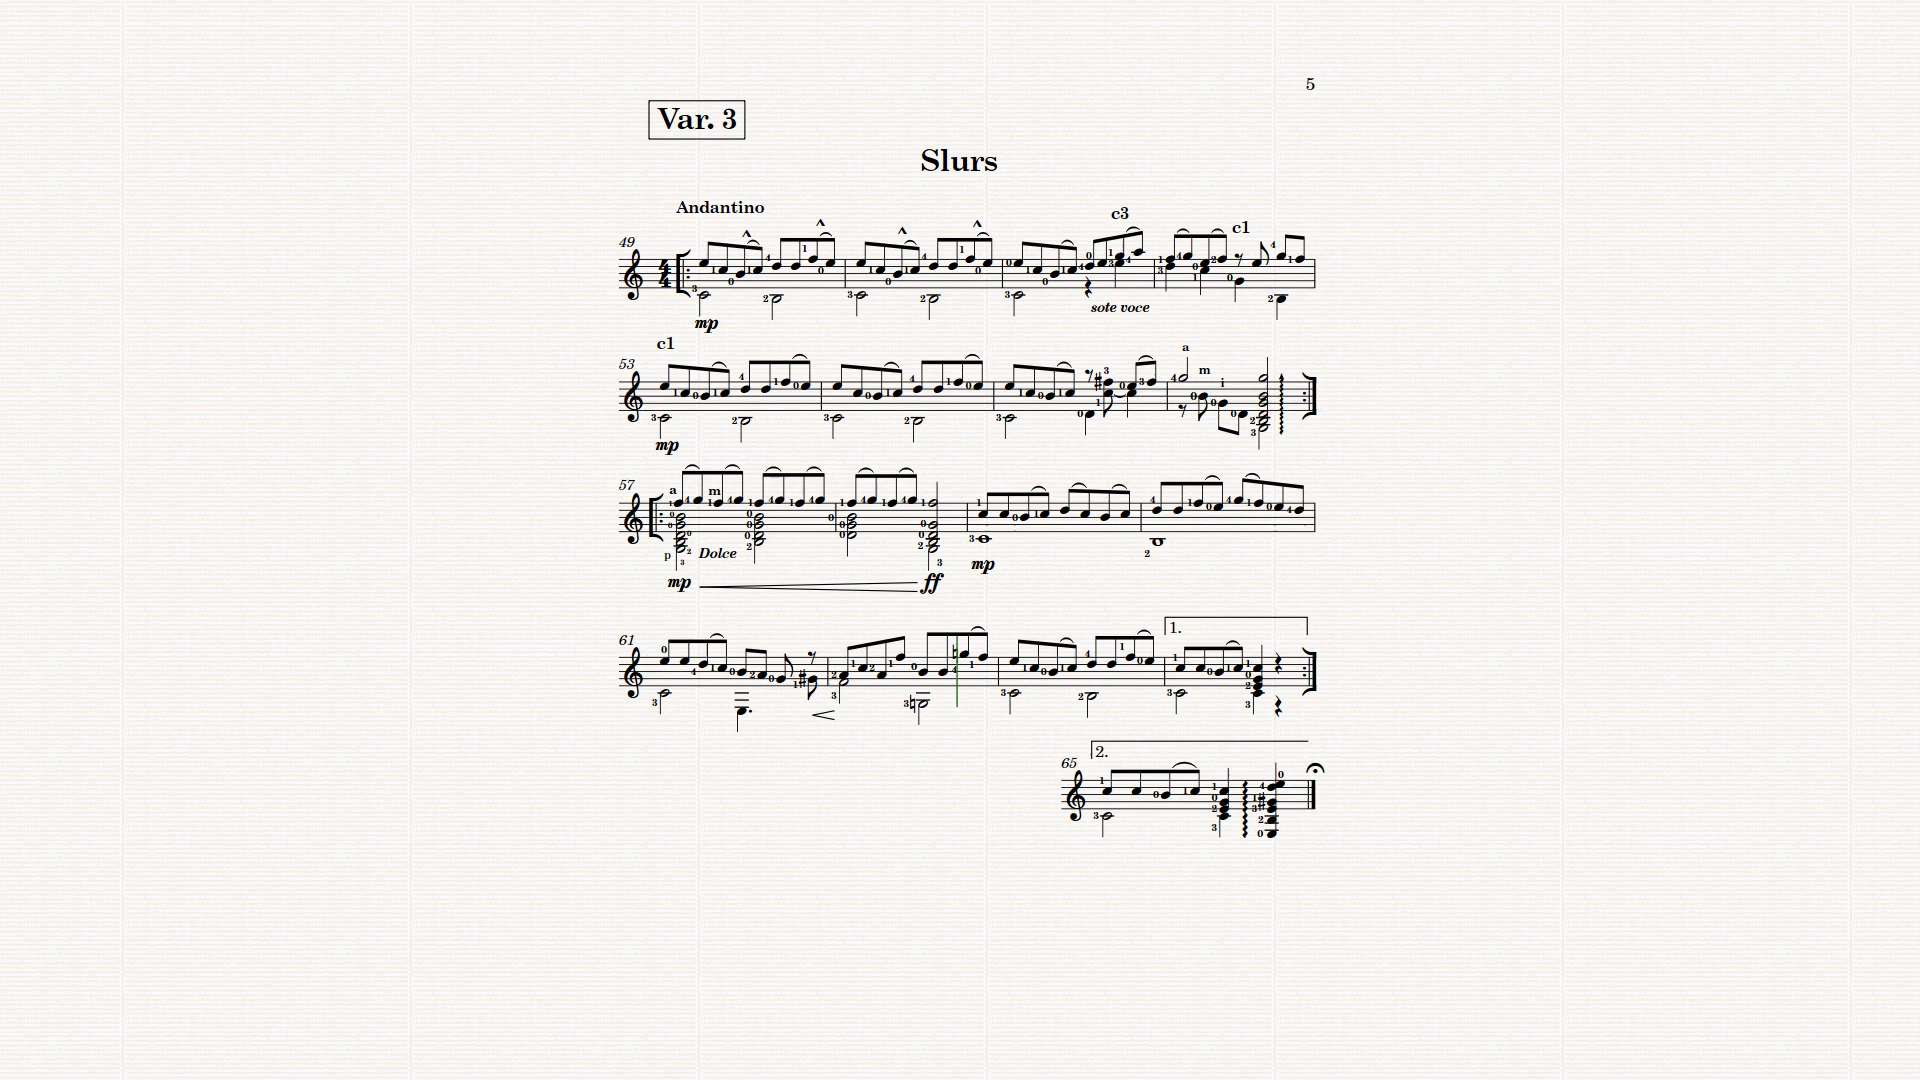 5
Var. 3
Slurs
Andantino
c3
c1
49
sote voce
mp
c1
53
a
m
i
mp
57
a
m
p
Dolce
mp
ff
mp
61
1.
2.
65